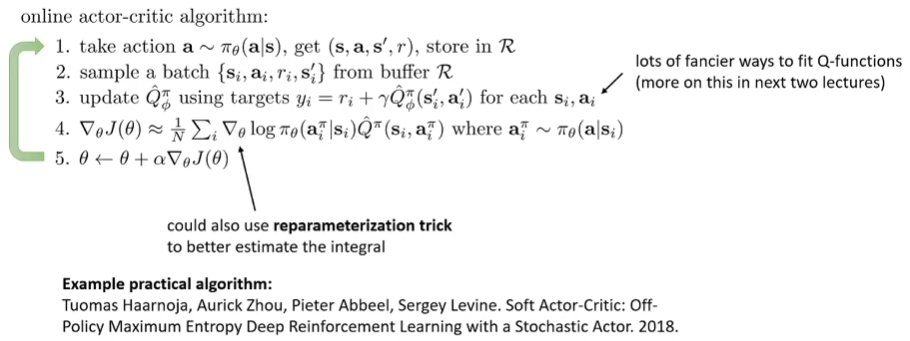 online actor-critic algorithm:
1. take action $\mathbf{a} \sim \pi_\theta(\mathbf{a}|\mathbf{s})$, get $(\mathbf{s}, \mathbf{a}, \mathbf{s}', r)$, store in $\mathcal{R}$
2. sample a batch $\{\mathbf{s}_i, \mathbf{a}_i, r_i, \mathbf{s}'_i\}$ from buffer $\mathcal{R}$
3. update $\hat{Q}^\pi_\phi$ using targets $y_i = r_i + \gamma \hat{Q}^\pi_\phi(\mathbf{s}'_i, \mathbf{a}'_i)$ for each $\mathbf{s}_i, \mathbf{a}_i$
lots of fancier ways to fit Q-functions
(more on this in next two lectures)
4. $\nabla_\theta J(\theta) \approx \frac{1}{N} \sum_i \nabla_\theta \log \pi_\theta(\mathbf{a}^\pi_i|\mathbf{s}_i) \hat{Q}^\pi(\mathbf{s}_i, \mathbf{a}^\pi_i)$ where $\mathbf{a}^\pi_i \sim \pi_\theta(\mathbf{a}|\mathbf{s}_i)$
5. $\theta \leftarrow \theta + \alpha \nabla_\theta J(\theta)$
could also use reparameterization trick
to better estimate the integral
Example practical algorithm:
Tuomas Haarnoja, Aurick Zhou, Pieter Abbeel, Sergey Levine. Soft Actor-Critic: Off-
Policy Maximum Entropy Deep Reinforcement Learning with a Stochastic Actor. 2018.